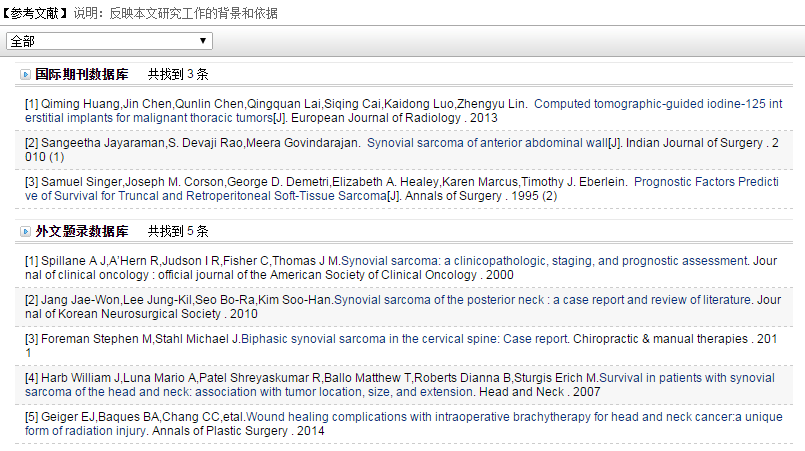 【参考文献】 说明：反映本文研究工作的背景和依据
全部
国际期刊数据库 共找到 3 条
[1] Qiming Huang,Jin Chen,Qunlin Chen,Qingquan Lai,Siqing Cai,Kaidong Luo,Zhengyu Lin. Computed tomographic-guided iodine-125 int
erstitial implants for malignant thoracic tumors[J]. European Journal of Radiology . 2013
[2] Sangeetha Jayaraman,S. Devaji Rao,Meera Govindarajan. Synovial sarcoma of anterior abdominal wall[J]. Indian Journal of Surgery . 2
010 (1)
[3] Samuel Singer,Joseph M. Corson,George D. Demetri,Elizabeth A. Healey,Karen Marcus,Timothy J. Eberlein. Prognostic Factors Predicti
ve of Survival for Truncal and Retroperitoneal Soft-Tissue Sarcoma[J]. Annals of Surgery . 1995 (2)
外文题录数据库 共找到 5 条
[1] Spillane A J,A'Hern R,Judson I R,Fisher C,Thomas J M.Synovial sarcoma: a clinicopathologic, staging, and prognostic assessment. Jour
nal of clinical oncology : official journal of the American Society of Clinical Oncology . 2000
[2] Jang Jae-Won,Lee Jung-Kil,Seo Bo-Ra,Kim Soo-Han.Synovial sarcoma of the posterior neck : a case report and review of literature. Jour
nal of Korean Neurosurgical Society . 2010
[3] Foreman Stephen M,Stahl Michael J.Biphasic synovial sarcoma in the cervical spine: Case report. Chiropractic & manual therapies . 201
1
[4] Harb William J,Luna Mario A,Patel Shreyaskumar R,Ballo Matthew T,Roberts Dianna B,Sturgis Erich M.Survival in patients with synovial
sarcoma of the head and neck: association with tumor location, size, and extension. Head and Neck . 2007
[5] Geiger EJ,Baques BA,Chang CC,etal.Wound healing complications with intraoperative brachytherapy for head and neck cancer:a unique
form of radiation injury. Annals of Plastic Surgery . 2014